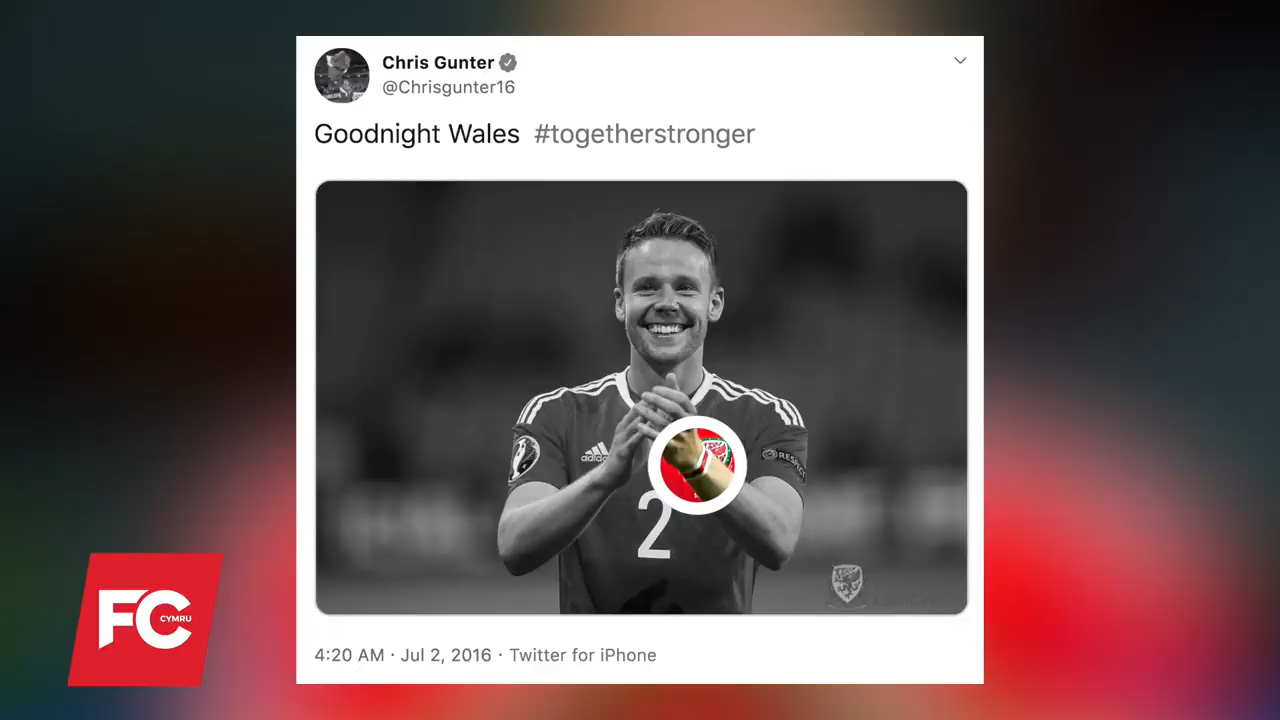 Chris Gunter
@Chrisgunter16
Goodnight Wales #togetherstronger
adidas
RESPECT
2
4:20 AM · Jul 2, 2016 · Twitter for iPhone
FC
CYMRU